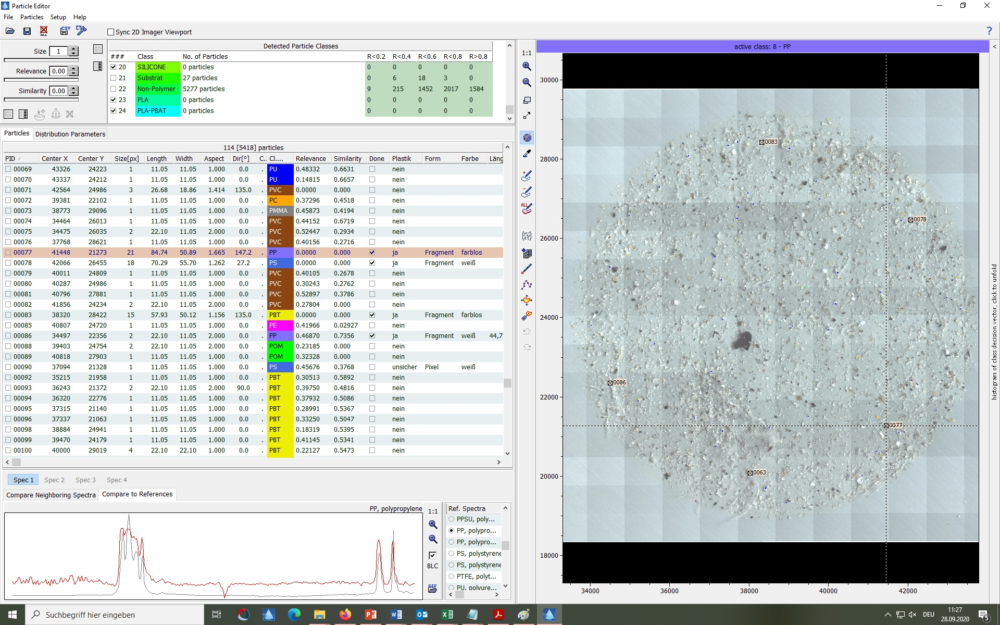 Particle Editor
File Particles Setup Help
ALL CSV Sync 2D Imager Viewport ?
Size 1
Relevance 0.00
Similarity 0.00
Detected Particle Classes
### Class No. of Particles R<0.2 R<0.4 R<0.6 R<0.8 R>0.8
20 SILICONE 0 particles 0 0 0 0 0
21 Substrat 27 particles 0 6 18 3 0
22 Non-Polymer 5277 particles 9 215 1452 2017 1584
23 PLA 0 particles 0 0 0 0 0
24 PLA-PBAT 0 particles 0 0 0 0 0
Particles Distribution Parameters
114 [5418] particles
PID Center X Center Y Size[px] Length Width Aspect Dir[°] C.. Cl.... Relevance Similarity Done Plastik Form Farbe Läng
00069 43326 24223 1 11.05 11.05 1.000 0.0 . PU 0.48332 0.6631 nein
00070 43337 24212 1 11.05 11.05 1.000 0.0 . PU 0.14815 0.6657 nein
00071 42564 24986 3 26.68 18.86 1.414 135.0 . PVC 0.0000 0.000 nein
00072 39381 22102 1 11.05 11.05 1.000 0.0 . PC 0.37296 0.4518 nein
00073 38773 29096 1 11.05 11.05 1.000 0.0 . PMMA 0.45873 0.4194 nein
00074 34464 26013 1 11.05 11.05 1.000 0.0 . PVC 0.44152 0.6719 nein
00075 34475 26035 2 22.10 11.05 2.000 0.0 . PVC 0.52447 0.2934 nein
00076 37768 28621 1 11.05 11.05 1.000 0.0 . PVC 0.40156 0.2716 nein
00077 41448 21273 21 84.74 50.89 1.665 147.2 . PP 0.0000 0.000 ja Fragment farblos
00078 42066 26455 18 70.29 55.70 1.262 27.2 . PS 0.0000 0.000 ja Fragment weiß
00079 40011 24809 1 11.05 11.05 1.000 0.0 . PVC 0.40105 0.2678 nein
00080 40287 24986 1 11.05 11.05 1.000 0.0 . PVC 0.30243 0.2762 nein
00081 40796 27881 1 11.05 11.05 1.000 0.0 . PVC 0.52897 0.3786 nein
00082 41856 24234 2 22.10 11.05 2.000 0.0 . PVC 0.27804 0.000 nein
00083 38320 28422 15 57.93 50.12 1.156 135.0 . PBT 0.0000 0.000 ja Fragment farblos
00085 40807 24720 1 11.05 11.05 1.000 0.0 . PE 0.41966 0.02927 nein
00086 34497 22356 2 22.10 11.05 2.000 0.0 . PP 0.46870 0.7356 ja Fragment weiß 44,7
00088 39403 24754 2 22.10 11.05 2.000 0.0 . POM 0.23185 0.000 nein
00089 40818 27903 1 11.05 11.05 1.000 0.0 . POM 0.32328 0.000 nein
00090 37094 21328 1 11.05 11.05 1.000 0.0 . PS 0.45676 0.3768 unsicher Pixel weiß
00092 35215 21958 1 11.05 11.05 1.000 0.0 . PBT 0.30513 0.5892 nein
00093 36243 21372 2 22.10 11.05 2.000 90.0 . PBT 0.39750 0.4816 nein
00094 36320 22776 1 11.05 11.05 1.000 0.0 . PBT 0.37932 0.5086 nein
00095 37315 21140 1 11.05 11.05 1.000 0.0 . PBT 0.28991 0.5367 nein
00096 37337 21063 1 11.05 11.05 1.000 0.0 . PBT 0.33250 0.5047 nein
00098 38884 24941 1 11.05 11.05 1.000 0.0 . PBT 0.18319 0.5395 nein
00099 39470 24179 1 11.05 11.05 1.000 0.0 . PBT 0.41145 0.5341 nein
00100 40000 29019 4 22.10 22.10 1.000 0.0 . PBT 0.22127 0.5473 nein
Spec 1 Spec 2 Spec 3 Spec 4
Compare Neighboring Spectra Compare to References
PP, polypropylene
1:1
BLC
REF
Ref. Spectra
PPSU, poly...
PP, polypro...
PP, polypro...
PS, polystyrene
PS, polystyrene
PTFE, polyt...
PU, polyure...
1:1
ALL
active class: 8 - PP
<
30000
28000
26000
24000
22000
20000
18000
34000 36000 38000 40000 42000
0083
0078
0086
0077
0063
histogram of class decision vector, click to unfold
Suchbegriff hier eingeben
DEU
11:27
28.09.2020
5